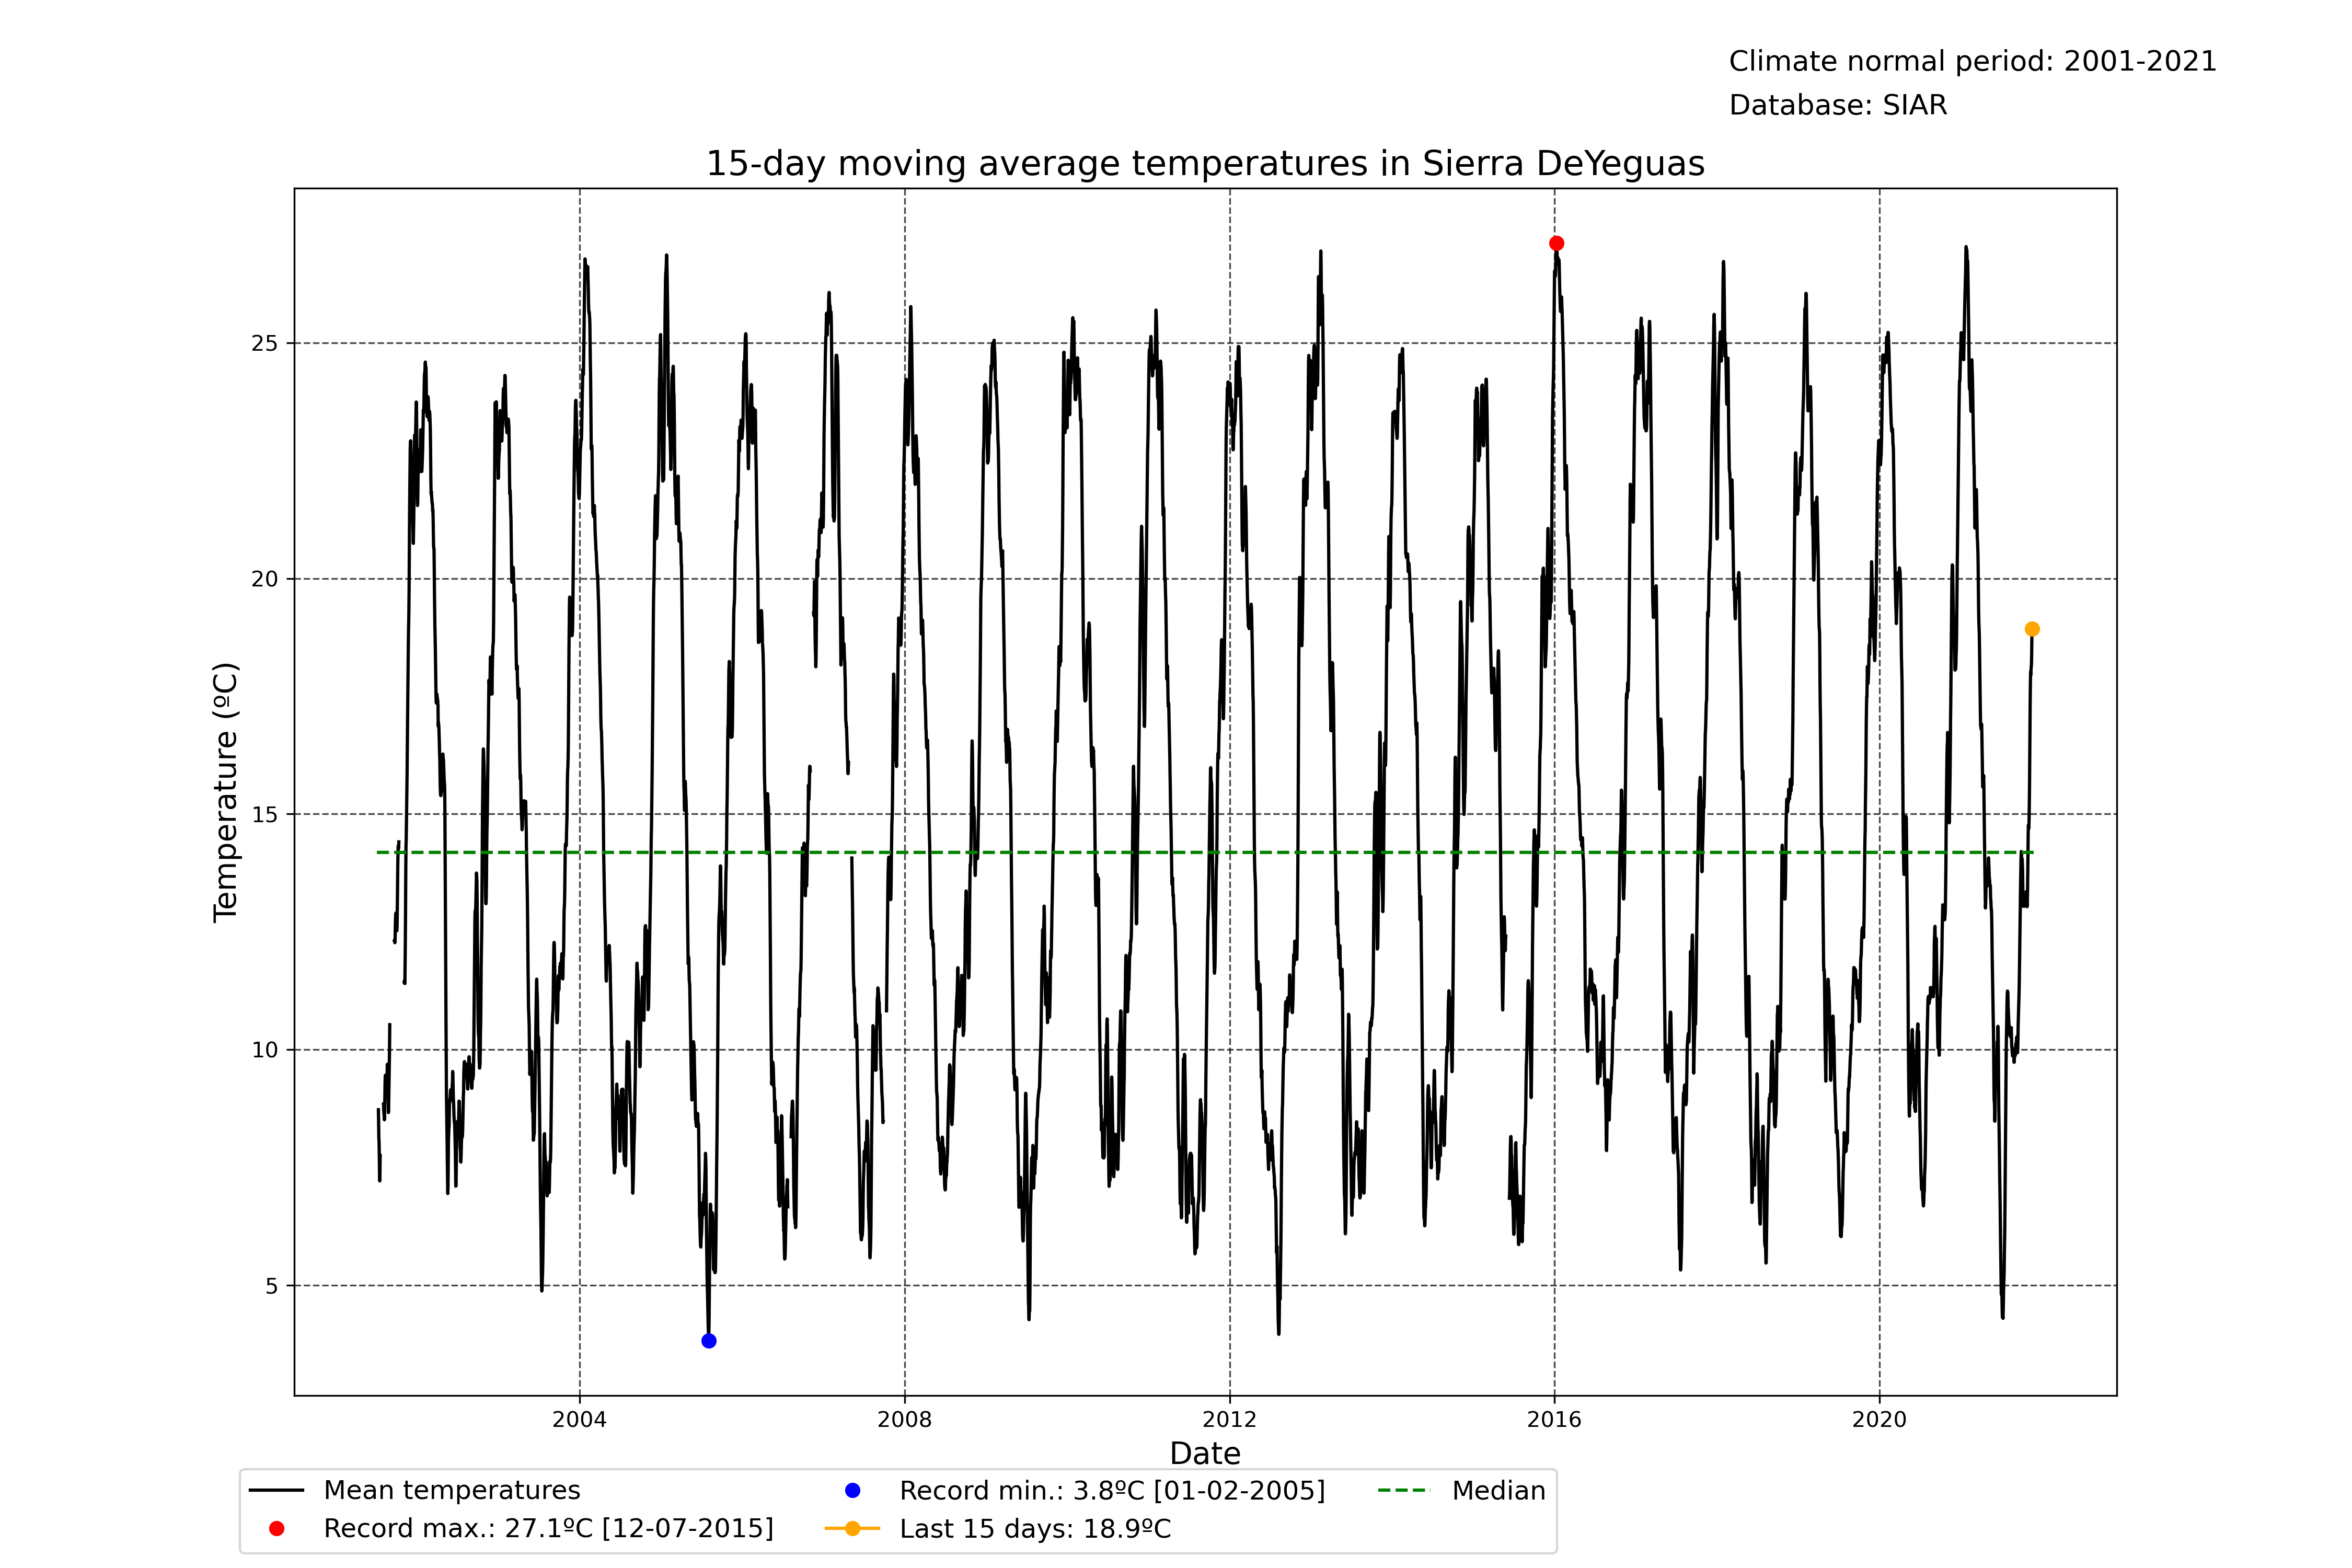 Climate normal period: 2001-2021
Database: SIAR
15-day moving average temperatures in Sierra DeYeguas
Temperature (ºC)
25
20
15
10
5
2004 2008 2012 2016 2020
Date
Mean temperatures
Record max.: 27.1ºC [12-07-2015]
Record min.: 3.8ºC [01-02-2005]
Last 15 days: 18.9ºC
Median